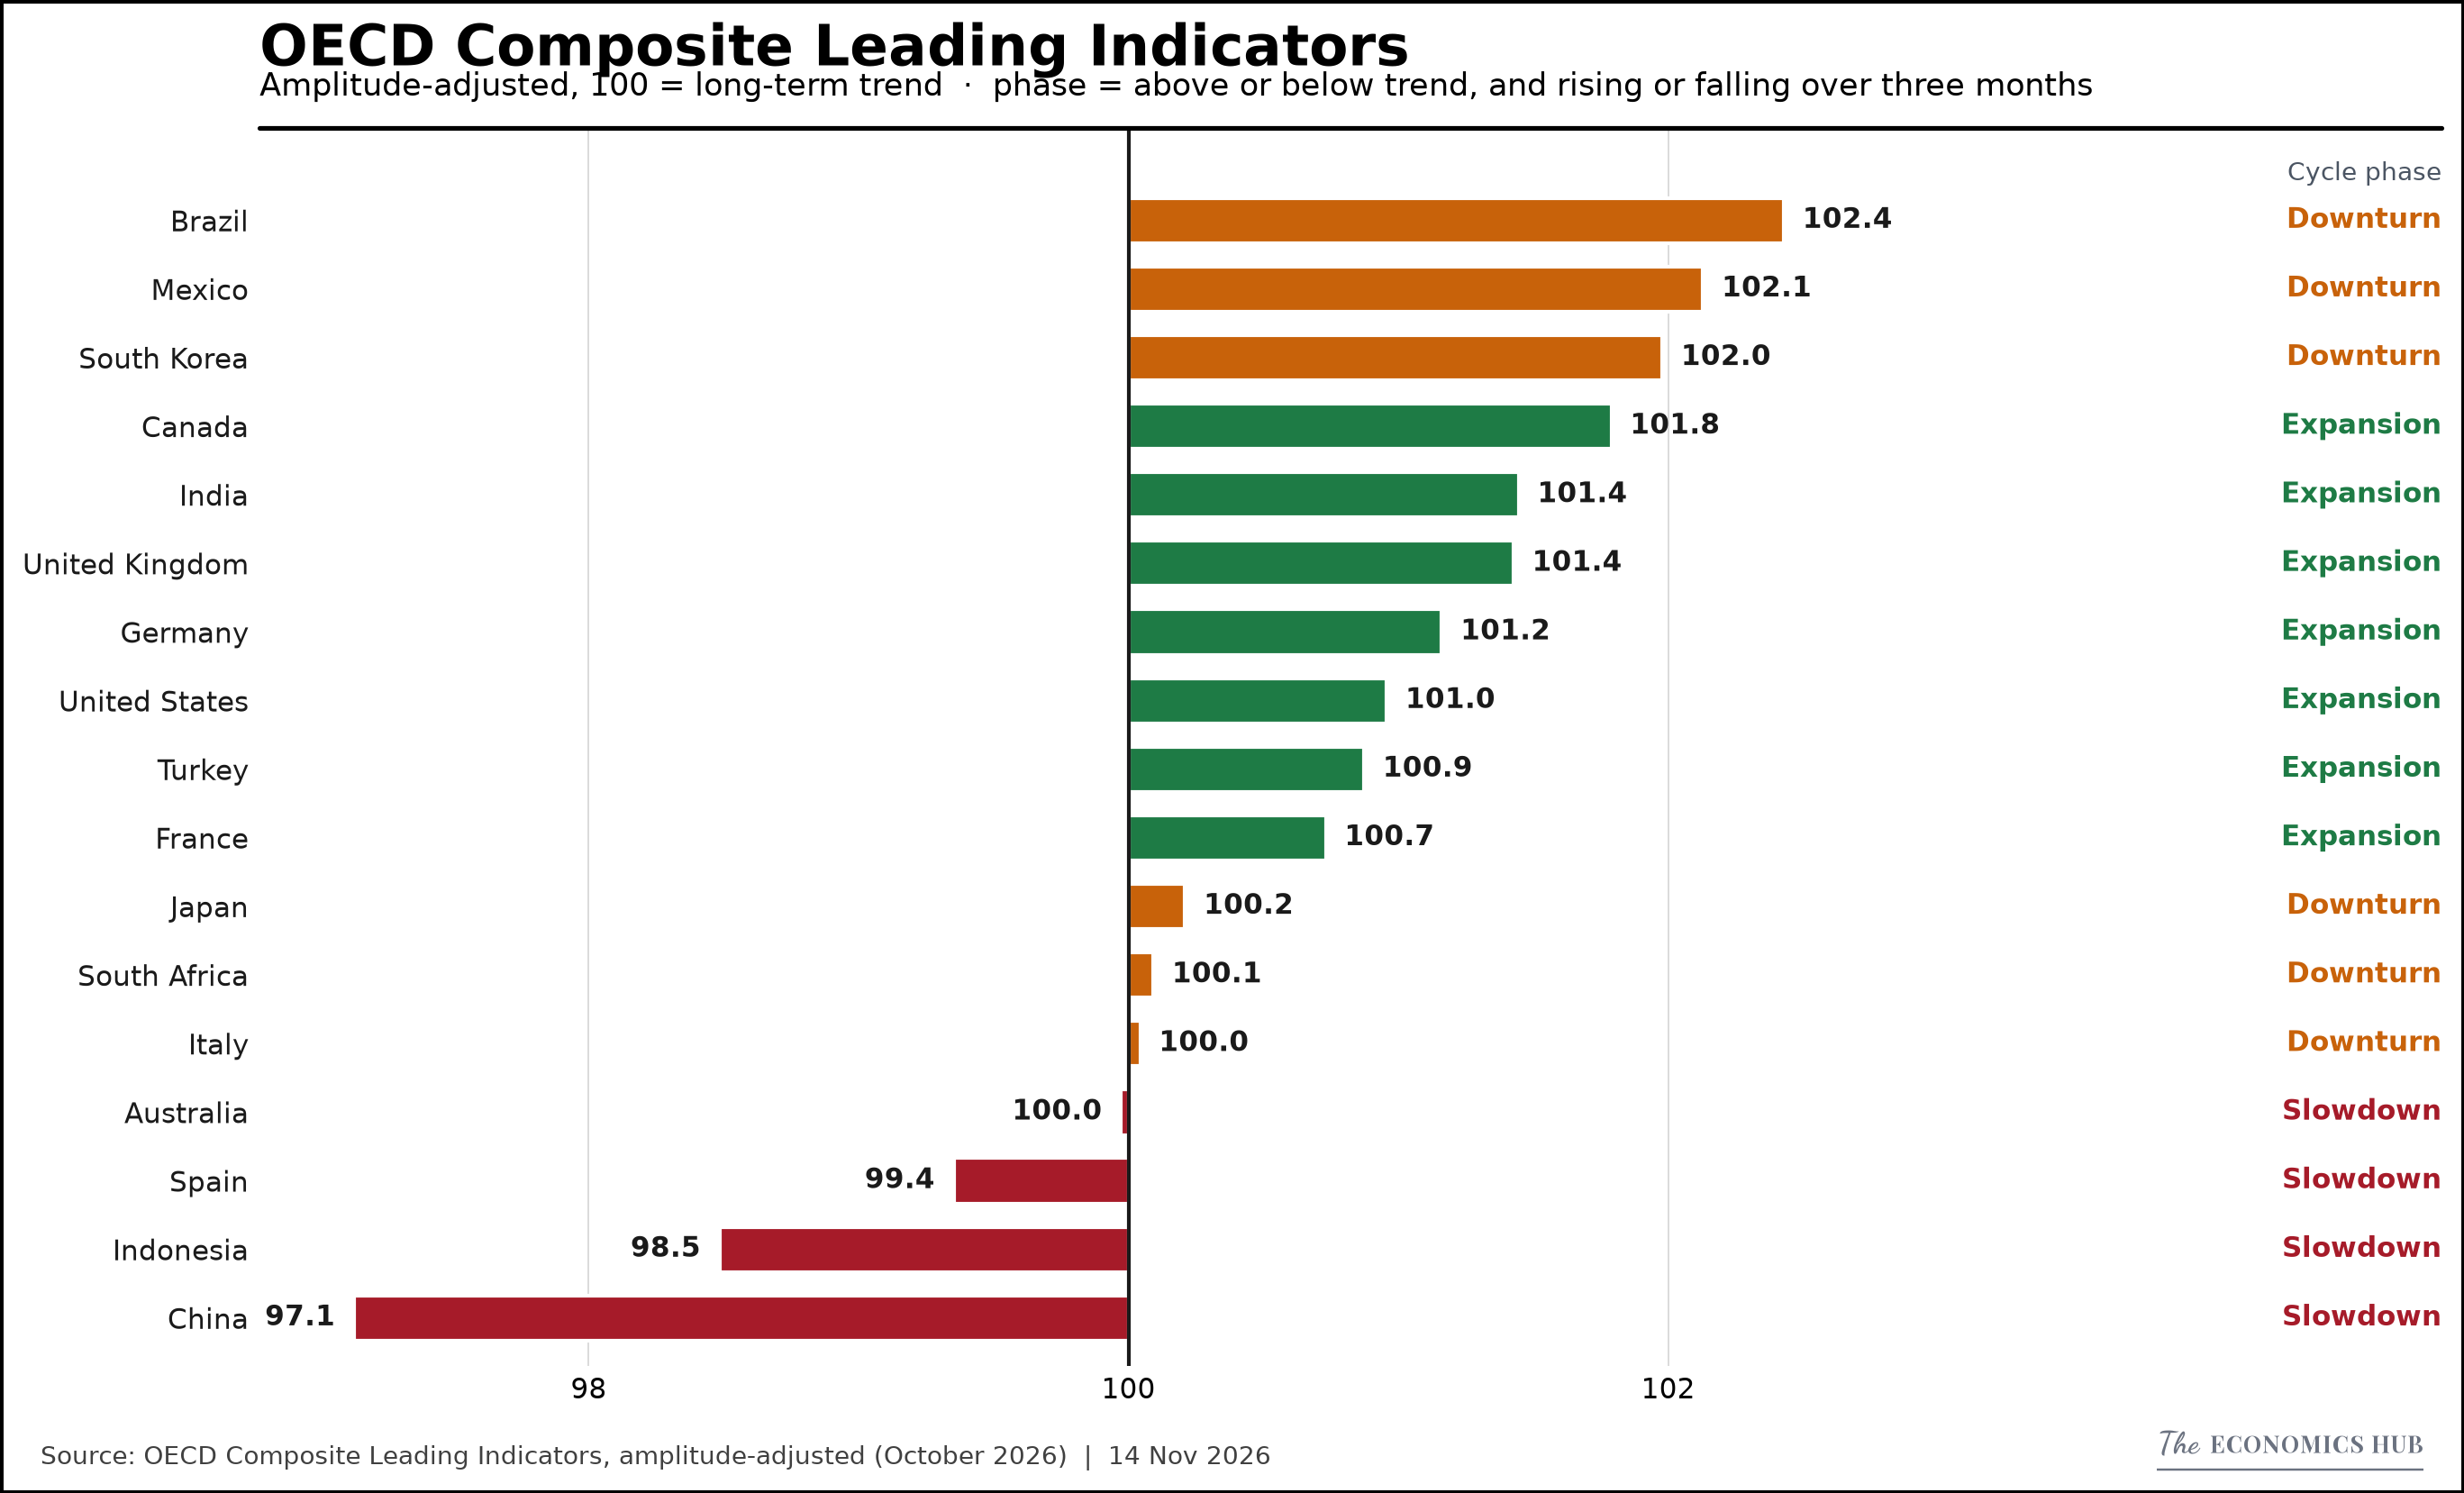 OECD Composite Leading Indicators
Amplitude-adjusted, 100 = long-term trend · phase = above or below trend, and rising or falling over three months
Cycle phase
Brazil 102.4 Downturn
Mexico 102.1 Downturn
South Korea 102.0 Downturn
Canada 101.8 Expansion
India 101.4 Expansion
United Kingdom 101.4 Expansion
Germany 101.2 Expansion
United States 101.0 Expansion
Turkey 100.9 Expansion
France 100.7 Expansion
Japan 100.2 Downturn
South Africa 100.1 Downturn
Italy 100.0 Downturn
Australia 100.0 Slowdown
Spain 99.4 Slowdown
Indonesia 98.5 Slowdown
China 97.1 Slowdown
98 100 102
Source: OECD Composite Leading Indicators, amplitude-adjusted (October 2026) | 14 Nov 2026
The ECONOMICS HUB